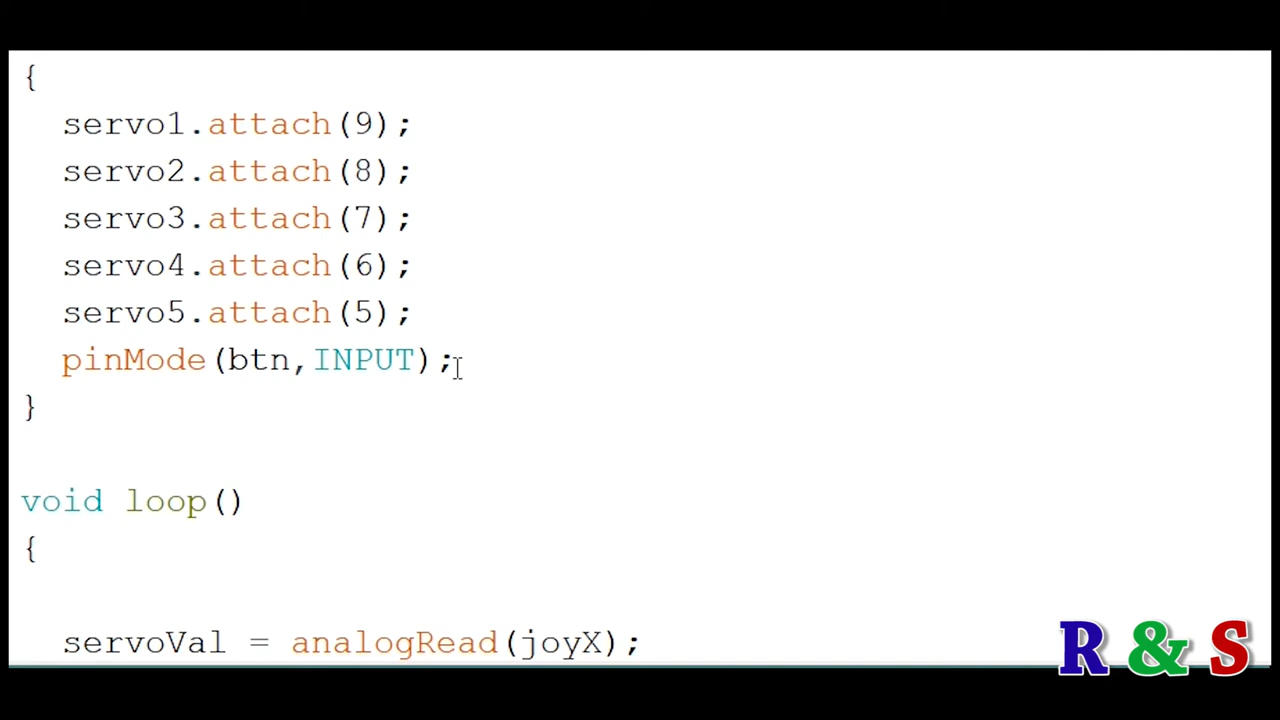 {
servo1.attach(9);
servo2.attach(8);
servo3.attach(7);
servo4.attach(6);
servo5.attach(5);
pinMode(btn,INPUT);
}
void loop()
{
servoVal = analogRead(joyX);
R & S